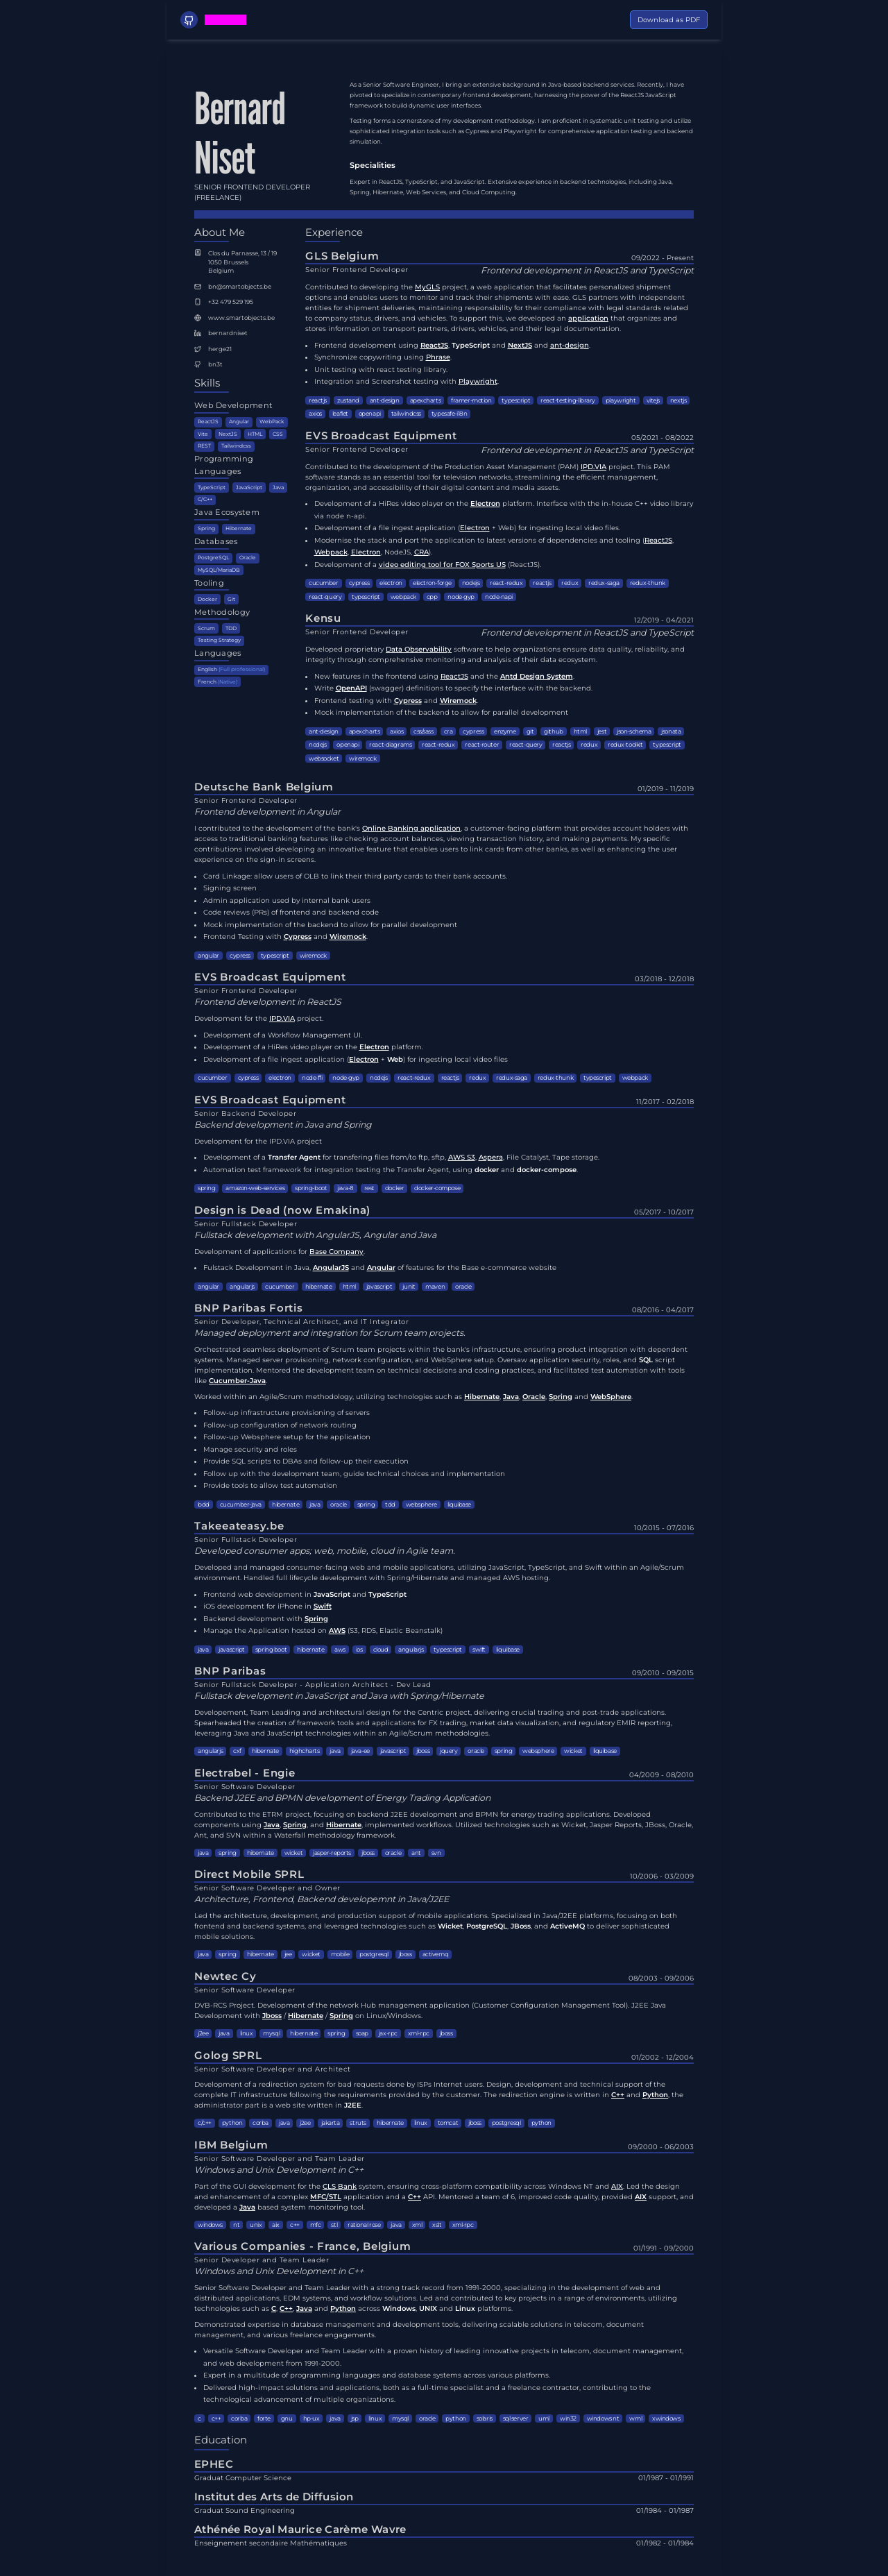 Download as PDF
Bernard
Niset
SENIOR FRONTEND DEVELOPER
(FREELANCE)
As a Senior Software Engineer, I bring an extensive background in Java-based backend services. Recently, I have
pivoted to specialize in contemporary frontend development, harnessing the power of the ReactJS JavaScript
framework to build dynamic user interfaces.
Testing forms a cornerstone of my development methodology. I am proficient in systematic unit testing and utilize
sophisticated integration tools such as Cypress and Playwright for comprehensive application testing and backend
simulation.
Specialities
Expert in ReactJS, TypeScript, and JavaScript. Extensive experience in backend technologies, including Java,
Spring, Hibernate, Web Services, and Cloud Computing.
About Me
Clos du Parnasse, 13 / 19
1050 Brussels
Belgium
bn@smartobjects.be
+32 479 529 195
www.smartobjects.be
bernardniset
herge21
bn3t
Skills
Web Development
ReactJS Angular WebPack
Vite NextJS HTML CSS
REST Tailwindcss
Programming
Languages
TypeScript JavaScript Java
C/C++
Java Ecosystem
Spring Hibernate
Databases
PostgreSQL Oracle
MySQL/MariaDB
Tooling
Docker Git
Methodology
Scrum TDD
Testing Strategy
Languages
English (Full professional)
French (Native)
Experience
GLS Belgium 09/2022 - Present
Senior Frontend Developer Frontend development in ReactJS and TypeScript
Contributed to developing the MyGLS project, a web application that facilitates personalized shipment
options and enables users to monitor and track their shipments with ease. GLS partners with independent
entities for shipment deliveries, maintaining responsibility for their compliance with legal standards related
to company status, drivers, and vehicles. To support this, we developed an application that organizes and
stores information on transport partners, drivers, vehicles, and their legal documentation.
• Frontend development using ReactJS, TypeScript and NextJS and ant-design.
• Synchronize copywriting using Phrase.
• Unit testing with react testing library.
• Integration and Screenshot testing with Playwright.
reactjs zustand ant-design apexcharts framer-motion typescript react-testing-library playwright vitejs nextjs
axios leaflet openapi tailwindcss typesafe-i18n
EVS Broadcast Equipment 05/2021 - 08/2022
Senior Frontend Developer Frontend development in ReactJS and TypeScript
Contributed to the development of the Production Asset Management (PAM) IPD.VIA project. This PAM
software stands as an essential tool for television networks, streamlining the efficient management,
organization, and accessibility of their digital content and media assets.
• Development of a HiRes video player on the Electron platform. Interface with the in-house C++ video library
via node n-api.
• Development of a file ingest application (Electron + Web) for ingesting local video files.
• Modernise the stack and port the application to latest versions of dependencies and tooling (ReactJS,
Webpack, Electron, NodeJS, CRA).
• Development of a video editing tool for FOX Sports US (ReactJS).
cucumber cypress electron electron-forge nodejs react-redux reactjs redux redux-saga redux-thunk
react-query typescript webpack cpp node-gyp node-napi
Kensu 12/2019 - 04/2021
Senior Frontend Developer Frontend development in ReactJS and TypeScript
Developed proprietary Data Observability software to help organizations ensure data quality, reliability, and
integrity through comprehensive monitoring and analysis of their data ecosystem.
• New features in the frontend using ReactJS and the Antd Design System.
• Write OpenAPI (swagger) definitions to specify the interface with the backend.
• Frontend testing with Cypress and Wiremock.
• Mock implementation of the backend to allow for parallel development
ant-design apexcharts axios css/sass cra cypress enzyme git github html jest json-schema jsonata
nodejs openapi react-diagrams react-redux react-router react-query reactjs redux redux-toolkit typescript
websocket wiremock
Deutsche Bank Belgium 01/2019 - 11/2019
Senior Frontend Developer
Frontend development in Angular
I contributed to the development of the bank's Online Banking application, a customer-facing platform that provides account holders with
access to traditional banking features like checking account balances, viewing transaction history, and making payments. My specific
contributions involved developing an innovative feature that enables users to link cards from other banks, as well as enhancing the user
experience on the sign-in screens.
• Card Linkage: allow users of OLB to link their third party cards to their bank accounts.
• Signing screen
• Admin application used by internal bank users
• Code reviews (PRs) of frontend and backend code
• Mock implementation of the backend to allow for parallel development
• Frontend Testing with Cypress and Wiremock.
angular cypress typescript wiremock
EVS Broadcast Equipment 03/2018 - 12/2018
Senior Frontend Developer
Frontend development in ReactJS
Development for the IPD.VIA project.
• Development of a Workflow Management UI.
• Development of a HiRes video player on the Electron platform.
• Development of a file ingest application (Electron + Web) for ingesting local video files
cucumber cypress electron node-ffi node-gyp nodejs react-redux reactjs redux redux-saga redux-thunk typescript webpack
EVS Broadcast Equipment 11/2017 - 02/2018
Senior Backend Developer
Backend development in Java and Spring
Development for the IPD.VIA project
• Development of a Transfer Agent for transfering files from/to ftp, sftp, AWS S3, Aspera, File Catalyst, Tape storage.
• Automation test framework for integration testing the Transfer Agent, using docker and docker-compose.
spring amazon-web-services spring-boot java-8 rest docker docker-compose
Design is Dead (now Emakina) 05/2017 - 10/2017
Senior Fullstack Developer
Fullstack development with AngularJS, Angular and Java
Development of applications for Base Company.
• Fulstack Development in Java, AngularJS and Angular of features for the Base e-commerce website
angular angularjs cucumber hibernate html javascript junit maven oracle
BNP Paribas Fortis 08/2016 - 04/2017
Senior Developer, Technical Architect, and IT Integrator
Managed deployment and integration for Scrum team projects.
Orchestrated seamless deployment of Scrum team projects within the bank's infrastructure, ensuring product integration with dependent
systems. Managed server provisioning, network configuration, and WebSphere setup. Oversaw application security, roles, and SQL script
implementation. Mentored the development team on technical decisions and coding practices, and facilitated test automation with tools
like Cucumber-Java.
Worked within an Agile/Scrum methodology, utilizing technologies such as Hibernate, Java, Oracle, Spring and WebSphere.
• Follow-up infrastructure provisioning of servers
• Follow-up configuration of network routing
• Follow-up Websphere setup for the application
• Manage security and roles
• Provide SQL scripts to DBAs and follow-up their execution
• Follow up with the development team, guide technical choices and implementation
• Provide tools to allow test automation
bdd cucumber-java hibernate java oracle spring tdd websphere liquibase
Takeeateasy.be 10/2015 - 07/2016
Senior Fullstack Developer
Developed consumer apps; web, mobile, cloud in Agile team.
Developed and managed consumer-facing web and mobile applications, utilizing JavaScript, TypeScript, and Swift within an Agile/Scrum
environment. Handled full lifecycle development with Spring/Hibernate and managed AWS hosting.
• Frontend web development in JavaScript and TypeScript
• iOS development for iPhone in Swift
• Backend development with Spring
• Manage the Application hosted on AWS (S3, RDS, Elastic Beanstalk)
java javascript springboot hibernate aws ios cloud angularjs typescript swift liquibase
BNP Paribas 09/2010 - 09/2015
Senior Fullstack Developer - Application Architect - Dev Lead
Fullstack development in JavaScript and Java with Spring/Hibernate
Developement, Team Leading and architectural design for the Centric project, delivering crucial trading and post-trade applications.
Spearheaded the creation of framework tools and applications for FX trading, market data visualization, and regulatory EMIR reporting,
leveraging Java and JavaScript technologies within an Agile/Scrum methodologies.
angularjs cxf hibernate highcharts java java-ee javascript jboss jquery oracle spring websphere wicket liquibase
Electrabel - Engie 04/2009 - 08/2010
Senior Software Developer
Backend J2EE and BPMN development of Energy Trading Application
Contributed to the ETRM project, focusing on backend J2EE development and BPMN for energy trading applications. Developed
components using Java, Spring, and Hibernate, implemented workflows. Utilized technologies such as Wicket, Jasper Reports, JBoss, Oracle,
Ant, and SVN within a Waterfall methodology framework.
java spring hibernate wicket jasper-reports jboss oracle ant svn
Direct Mobile SPRL 10/2006 - 03/2009
Senior Software Developer and Owner
Architecture, Frontend, Backend developemnt in Java/J2EE
Led the architecture, development, and production support of mobile applications. Specialized in Java/J2EE platforms, focusing on both
frontend and backend systems, and leveraged technologies such as Wicket, PostgreSQL, JBoss, and ActiveMQ to deliver sophisticated
mobile solutions.
java spring hibernate jee wicket mobile postgresql jboss activemq
Newtec Cy 08/2003 - 09/2006
Senior Software Developer
DVB-RCS Project. Development of the network Hub management application (Customer Configuration Management Tool). J2EE Java
Development with Jboss / Hibernate / Spring on Linux/Windows.
j2ee java linux mysql hibernate spring soap jax-rpc xml-rpc jboss
Golog SPRL 01/2002 - 12/2004
Senior Software Developer and Architect
Development of a redirection system for bad requests done by ISPs Internet users. Design, development and technical support of the
complete IT infrastructure following the requirements provided by the customer. The redirection engine is written in C++ and Python, the
administrator part is a web site written in J2EE.
c/c++ python corba java j2ee jakarta struts hibernate linux tomcat jboss postgresql python
IBM Belgium 09/2000 - 06/2003
Senior Software Developer and Team Leader
Windows and Unix Development in C++
Part of the GUI development for the CLS Bank system, ensuring cross-platform compatibility across Windows NT and AIX. Led the design
and enhancement of a complex MFC/STL application and a C++ API. Mentored a team of 6, improved code quality, provided AIX support, and
developed a Java based system monitoring tool.
windows nt unix aix c++ mfc stl rationalrose java xml xslt xml-rpc
Various Companies - France, Belgium 01/1991 - 09/2000
Senior Developer and Team Leader
Windows and Unix Development in C++
Senior Software Developer and Team Leader with a strong track record from 1991-2000, specializing in the development of web and
distributed applications, EDM systems, and workflow solutions. Led and contributed to key projects in a range of environments, utilizing
technologies such as C, C++, Java and Python across Windows, UNIX and Linux platforms.
Demonstrated expertise in database management and development tools, delivering scalable solutions in telecom, document
management, and various freelance engagements.
• Versatile Software Developer and Team Leader with a proven history of leading innovative projects in telecom, document management,
and web development from 1991-2000.
• Expert in a multitude of programming languages and database systems across various platforms.
• Delivered high-impact solutions and applications, both as a full-time specialist and a freelance contractor, contributing to the
technological advancement of multiple organizations.
c c++ corba forte gnu hp-ux java jsp linux mysql oracle python solaris sqlserver uml win32 windowsnt wml xwindows
Education
EPHEC
Graduat Computer Science 01/1987 - 01/1991
Institut des Arts de Diffusion
Graduat Sound Engineering 01/1984 - 01/1987
Athénée Royal Maurice Carème Wavre
Enseignement secondaire Mathématiques 01/1982 - 01/1984